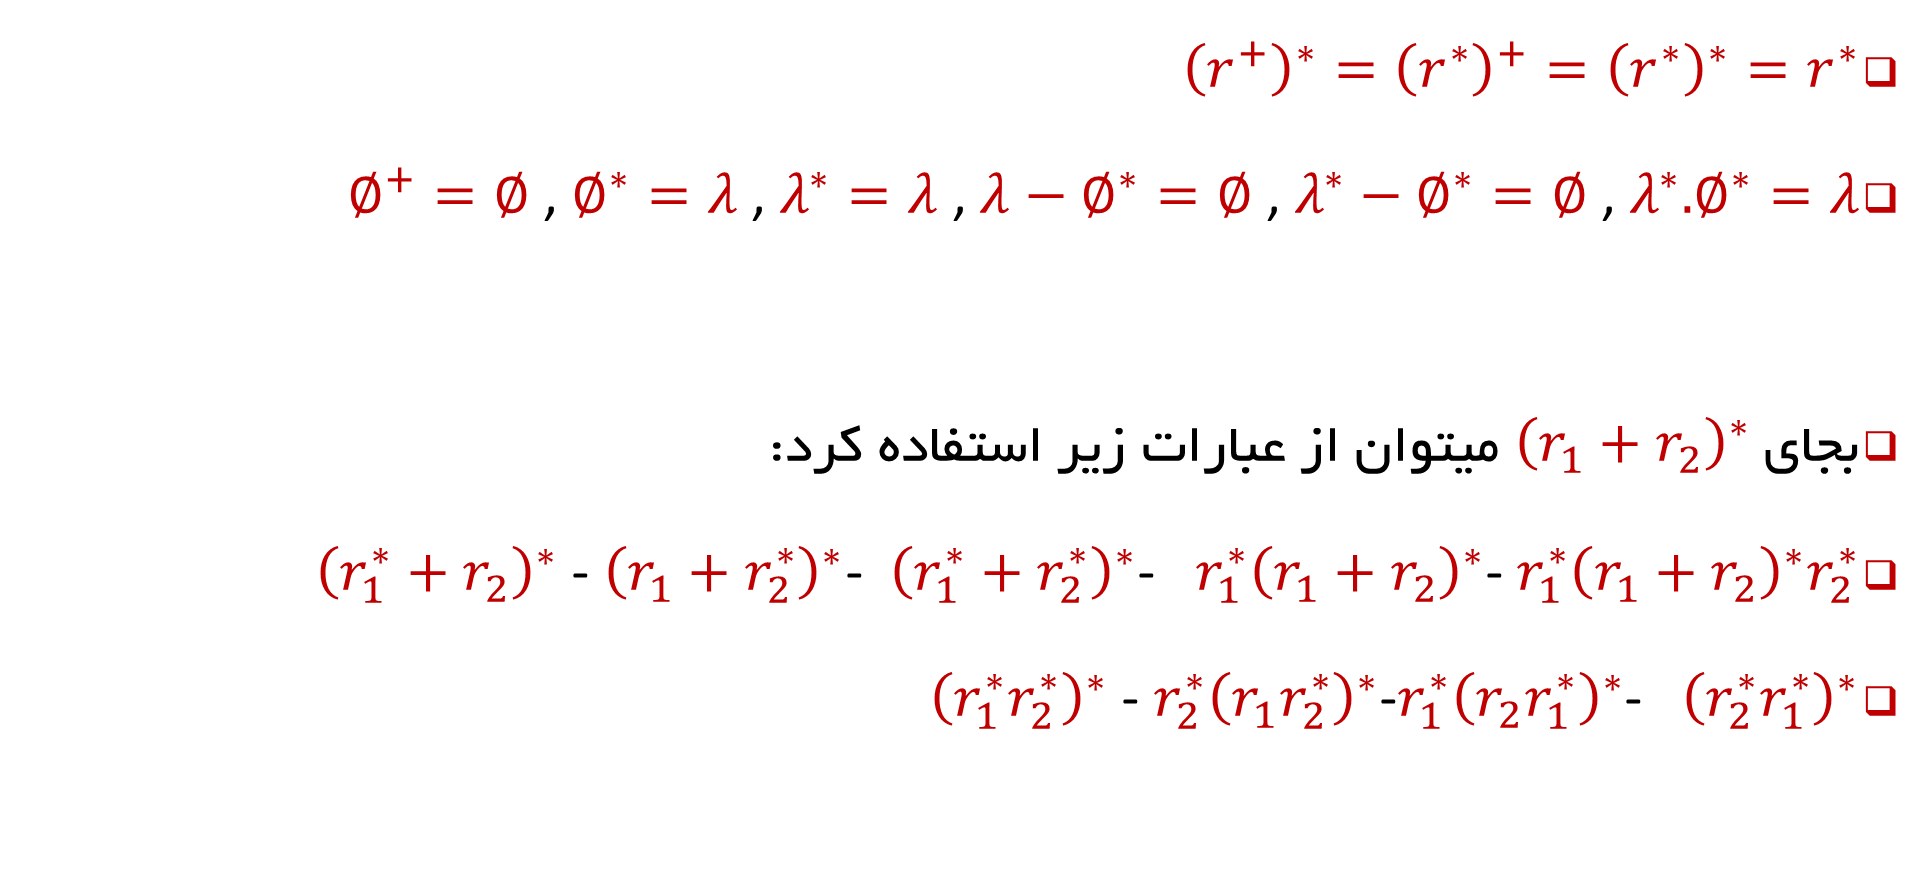 ❑ (r⁺)* = (r*)⁺ = (r*)* = r*
❑ ∅⁺ = ∅ , ∅* = λ , λ* = λ , λ − ∅* = ∅ , λ* − ∅* = ∅ , λ*.∅* = λ
❑ بجای (r₁ + r₂)* میتوان از عبارات زیر استفاده کرد:
❑ (r₁* + r₂)* - (r₁ + r₂*)* - (r₁* + r₂*)* - r₁*(r₁ + r₂)* - r₁*(r₁ + r₂)*r₂*
❑ (r₁*r₂*)* - r₂*(r₁r₂*)* - r₁*(r₂r₁*)* - (r₂*r₁*)*